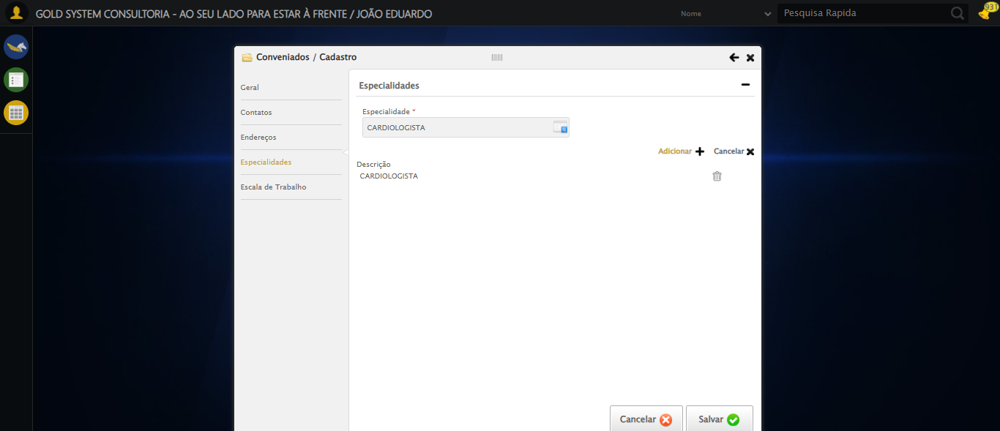 GOLD SYSTEM CONSULTORIA - AO SEU LADO PARA ESTAR À FRENTE / JOÃO EDUARDO
Nome
Pesquisa Rapida
931
Conveniados / Cadastro
Geral
Contatos
Endereços
Especialidades
Escala de Trabalho
Especialidades
Especialidade *
CARDIOLOGISTA
Adicionar
Cancelar
Descrição
CARDIOLOGISTA
Cancelar
Salvar